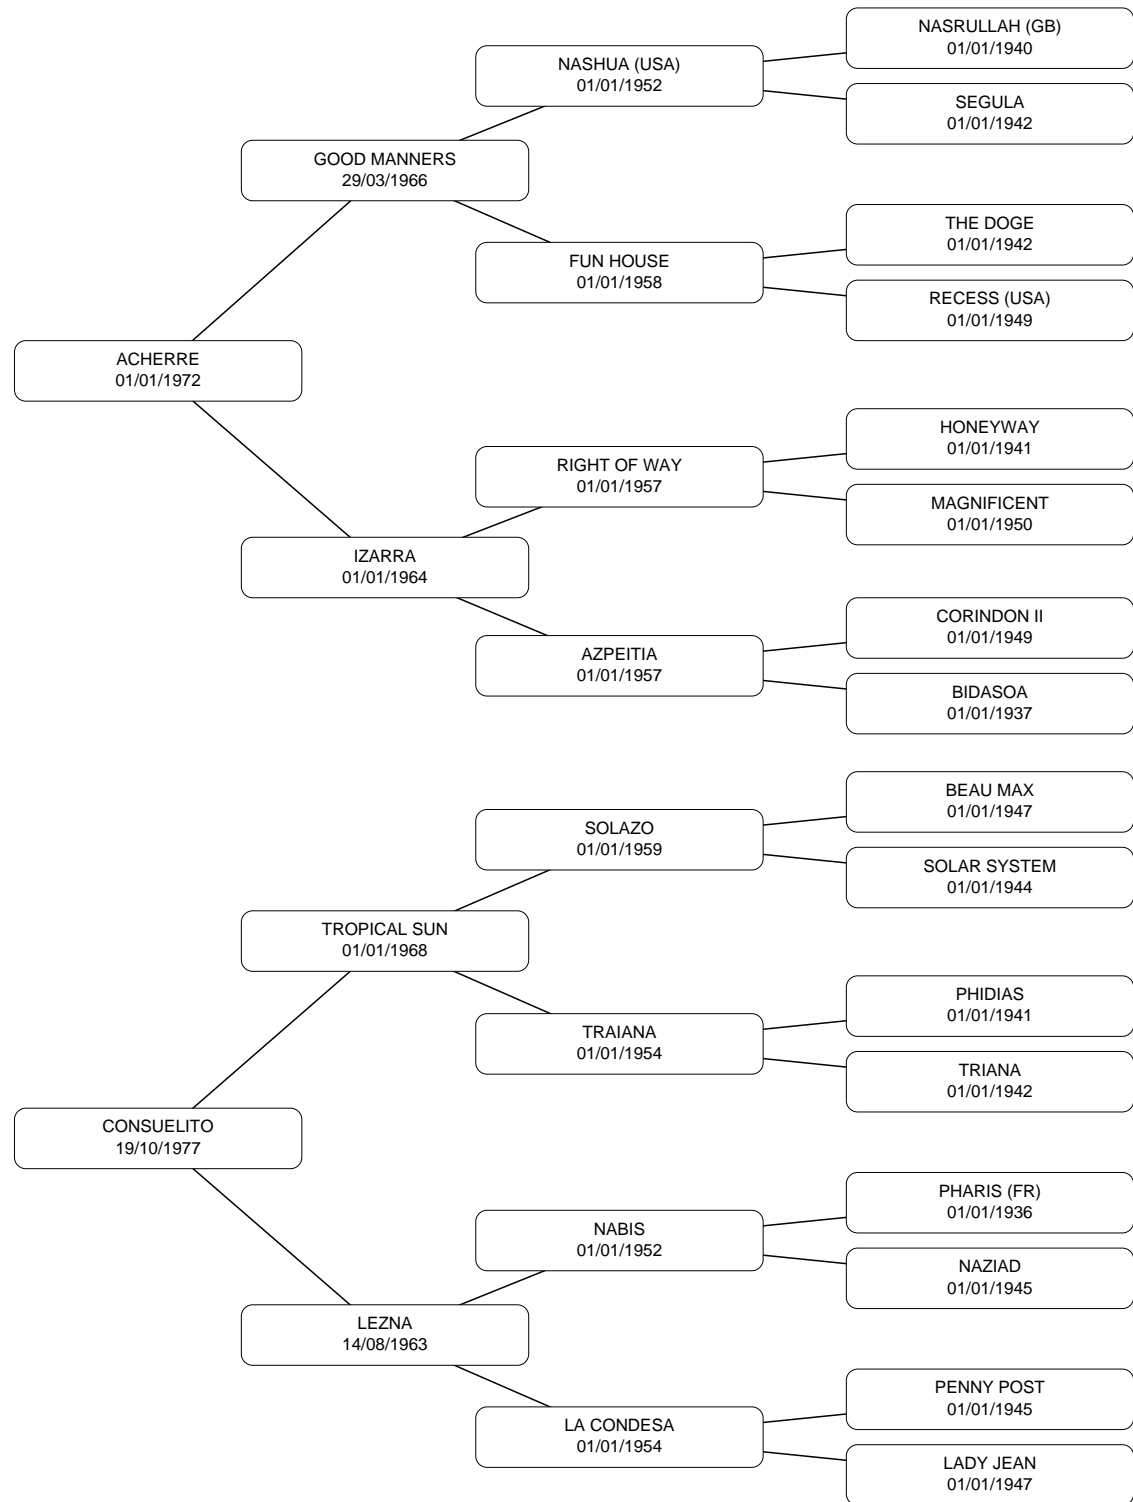 NASRULLAH (GB)
01/01/1940
NASHUA (USA)
01/01/1952
SEGULA
01/01/1942
GOOD MANNERS
29/03/1966
THE DOGE
01/01/1942
FUN HOUSE
01/01/1958
RECESS (USA)
01/01/1949
ACHERRE
01/01/1972
HONEYWAY
01/01/1941
RIGHT OF WAY
01/01/1957
MAGNIFICENT
01/01/1950
IZARRA
01/01/1964
CORINDON II
01/01/1949
AZPEITIA
01/01/1957
BIDASOA
01/01/1937
BEAU MAX
01/01/1947
SOLAZO
01/01/1959
SOLAR SYSTEM
01/01/1944
TROPICAL SUN
01/01/1968
PHIDIAS
01/01/1941
TRAIANA
01/01/1954
TRIANA
01/01/1942
CONSUELITO
19/10/1977
PHARIS (FR)
01/01/1936
NABIS
01/01/1952
NAZIAD
01/01/1945
LEZNA
14/08/1963
PENNY POST
01/01/1945
LA CONDESA
01/01/1954
LADY JEAN
01/01/1947